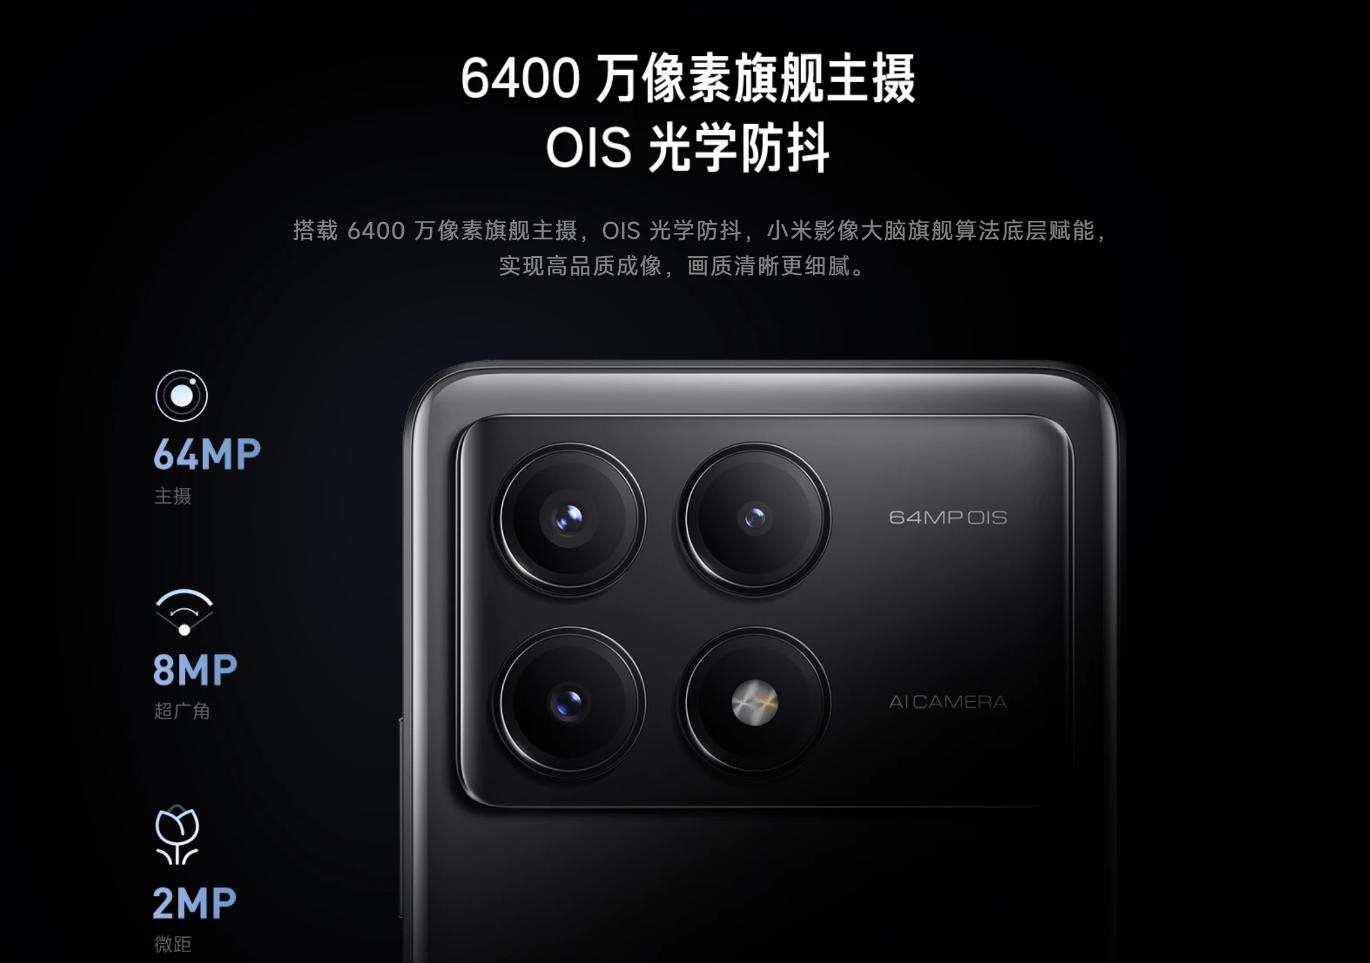 6400 万像素旗舰主摄
OIS 光学防抖
搭载 6400 万像素旗舰主摄，OIS 光学防抖，小米影像大脑旗舰算法底层赋能，
实现高品质成像，画质清晰更细腻。
64MP
主摄
8MP
超广角
2MP
微距
64MP OIS
AI CAMERA